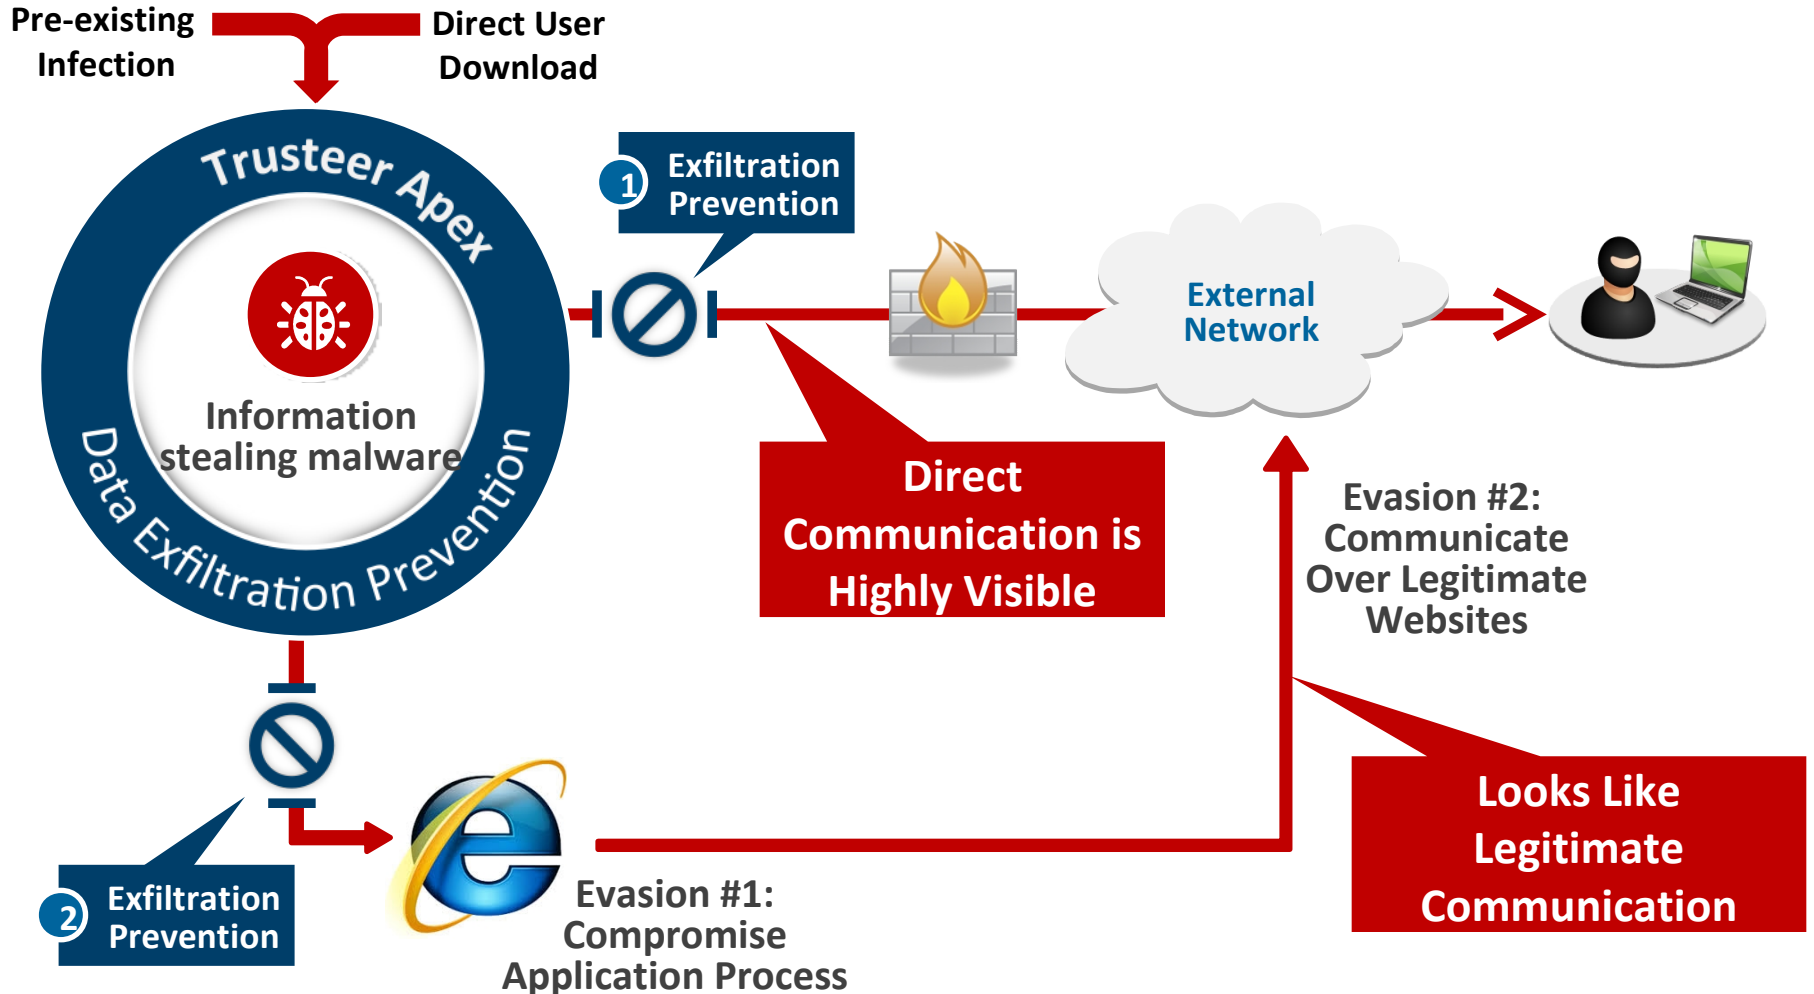 Pre-existing
Infection
Direct User
Download
Trusteer Apex
Data Exfiltration Prevention
Information
stealing malware
1
Exfiltration
Prevention
External
Network
Direct
Communication is
Highly Visible
Evasion #2:
Communicate
Over Legitimate
Websites
Looks Like
Legitimate
Communication
2
Exfiltration
Prevention
Evasion #1:
Compromise
Application Process